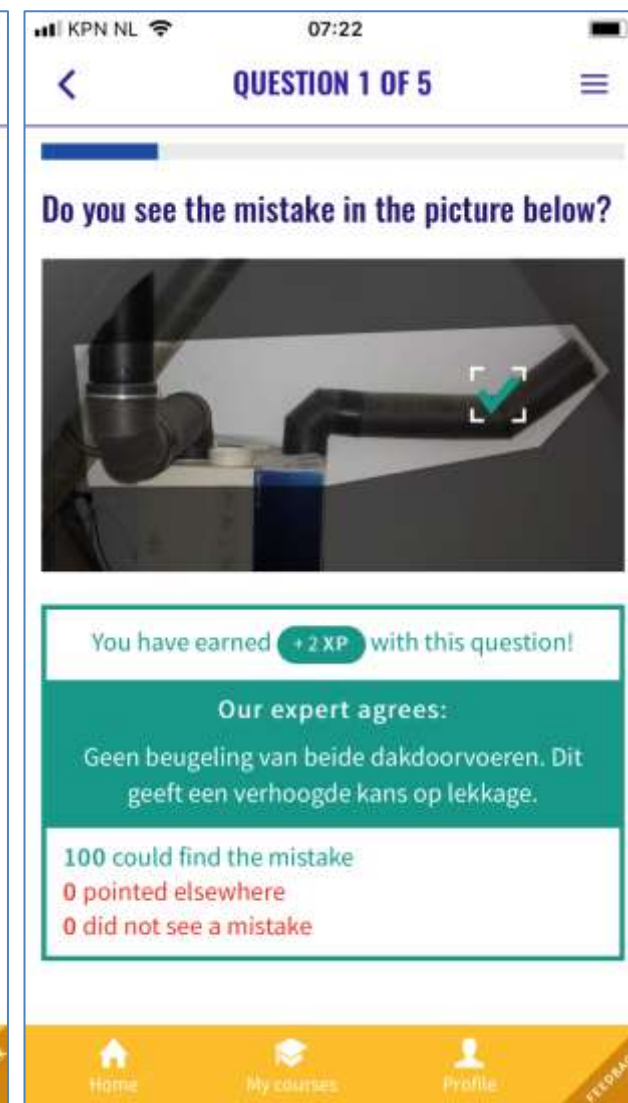 KPN NL 07:22
QUESTION 1 OF 5
Do you see the mistake in the picture below?
You have earned +2 XP with this question!
Our expert agrees:
Geen beugeling van beide dakdoorvoeren. Dit
geeft een verhoogde kans op lekkage.
100 could find the mistake
0 pointed elsewhere
0 did not see a mistake
Home My courses Profile
FEEDBACK